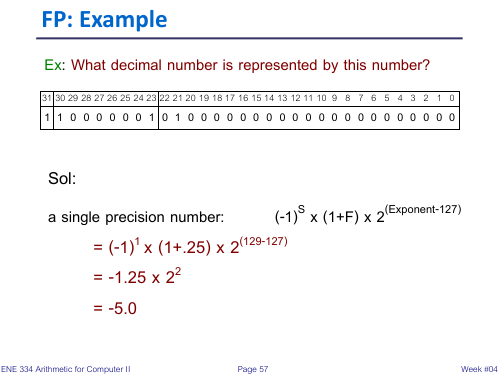 FP: Example
Ex: What decimal number is represented by this number?
31 30 29 28 27 26 25 24 23 22 21 20 19 18 17 16 15 14 13 12 11 10 9 8 7 6 5 4 3 2 1 0
1 1 0 0 0 0 0 0 1 0 1 0 0 0 0 0 0 0 0 0 0 0 0 0 0 0 0 0 0 0 0 0
Sol:
a single precision number: (-1)^S x (1+F) x 2^(Exponent-127)
= (-1)^1 x (1+.25) x 2^(129-127)
= -1.25 x 2^2
= -5.0
ENE 334 Arithmetic for Computer II Page 57 Week #04